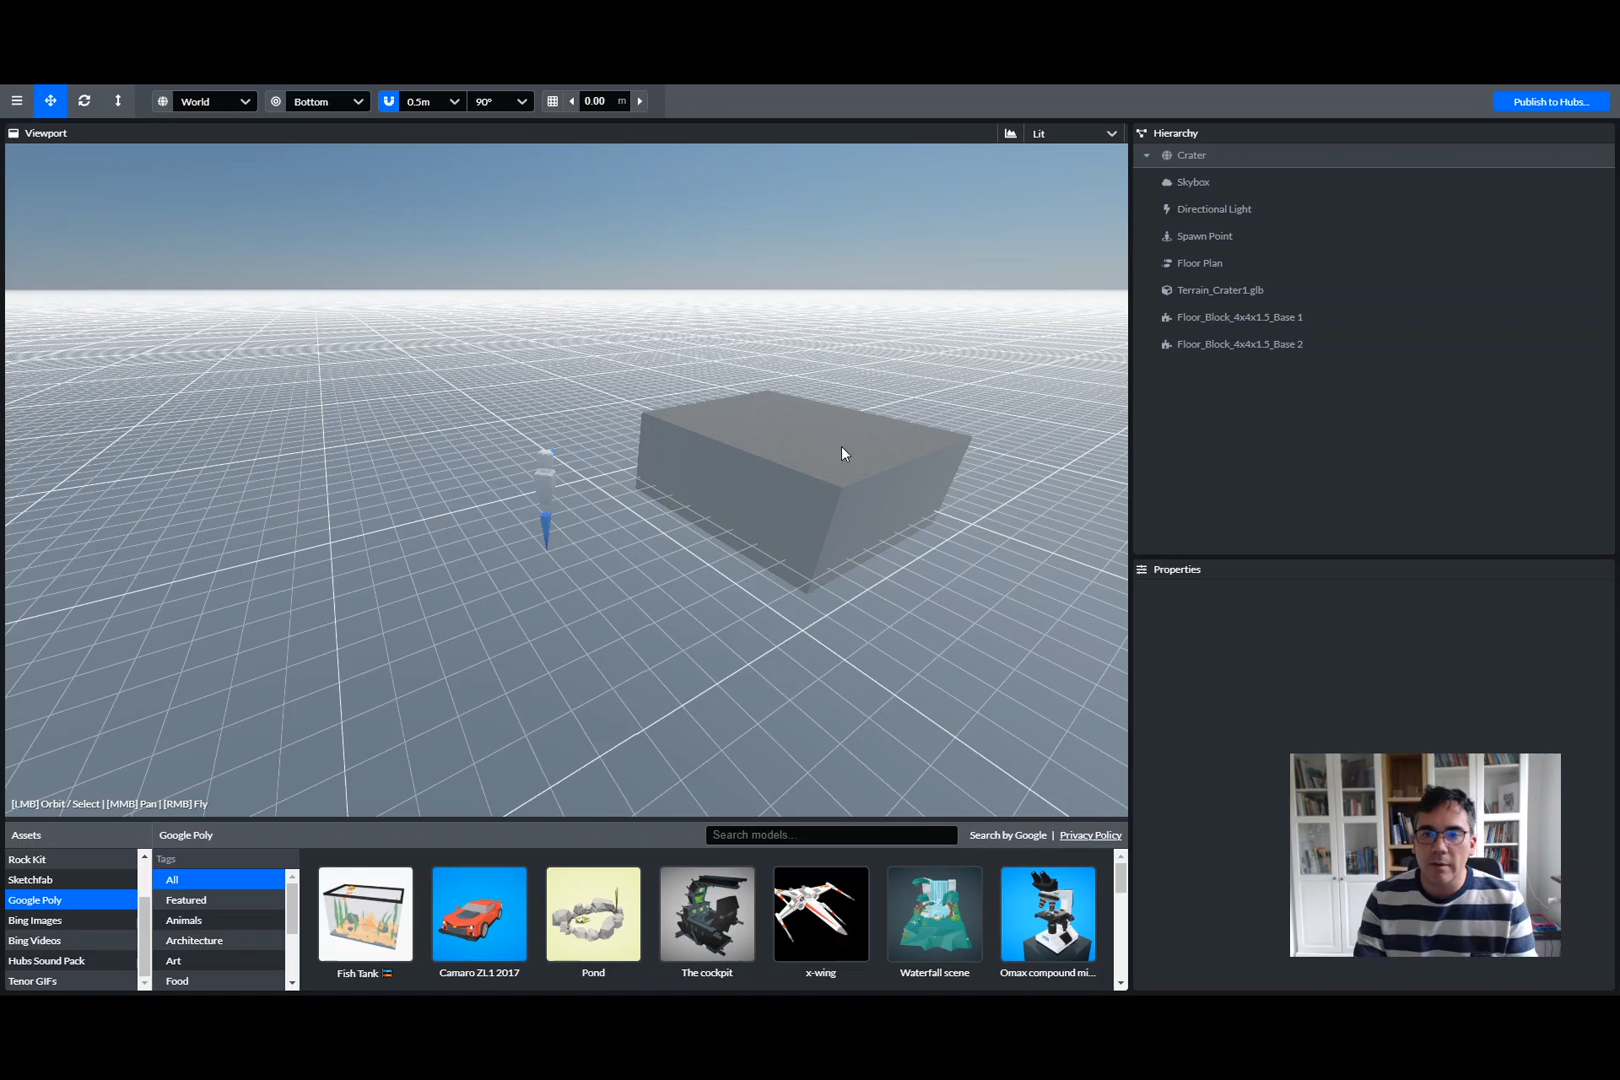 World
Bottom
0.5m
90°
0.00 m
Publish to Hubs...
Viewport
Lit
Hierarchy
Crater
Skybox
Directional Light
Spawn Point
Floor Plan
Terrain_Crater1.glb
Floor_Block_4x4x1.5_Base 1
Floor_Block_4x4x1.5_Base 2
Properties
[LMB] Orbit / Select | [MMB] Pan | [RMB] Fly
Assets
Google Poly
Search models...
Search by Google | Privacy Policy
Rock Kit
Sketchfab
Google Poly
Bing Images
Bing Videos
Hubs Sound Pack
Tenor GIFs
Tags
All
Featured
Animals
Architecture
Art
Food
Fish Tank
Camaro ZL1 2017
Pond
The cockpit
x-wing
Waterfall scene
Omax compound mi...